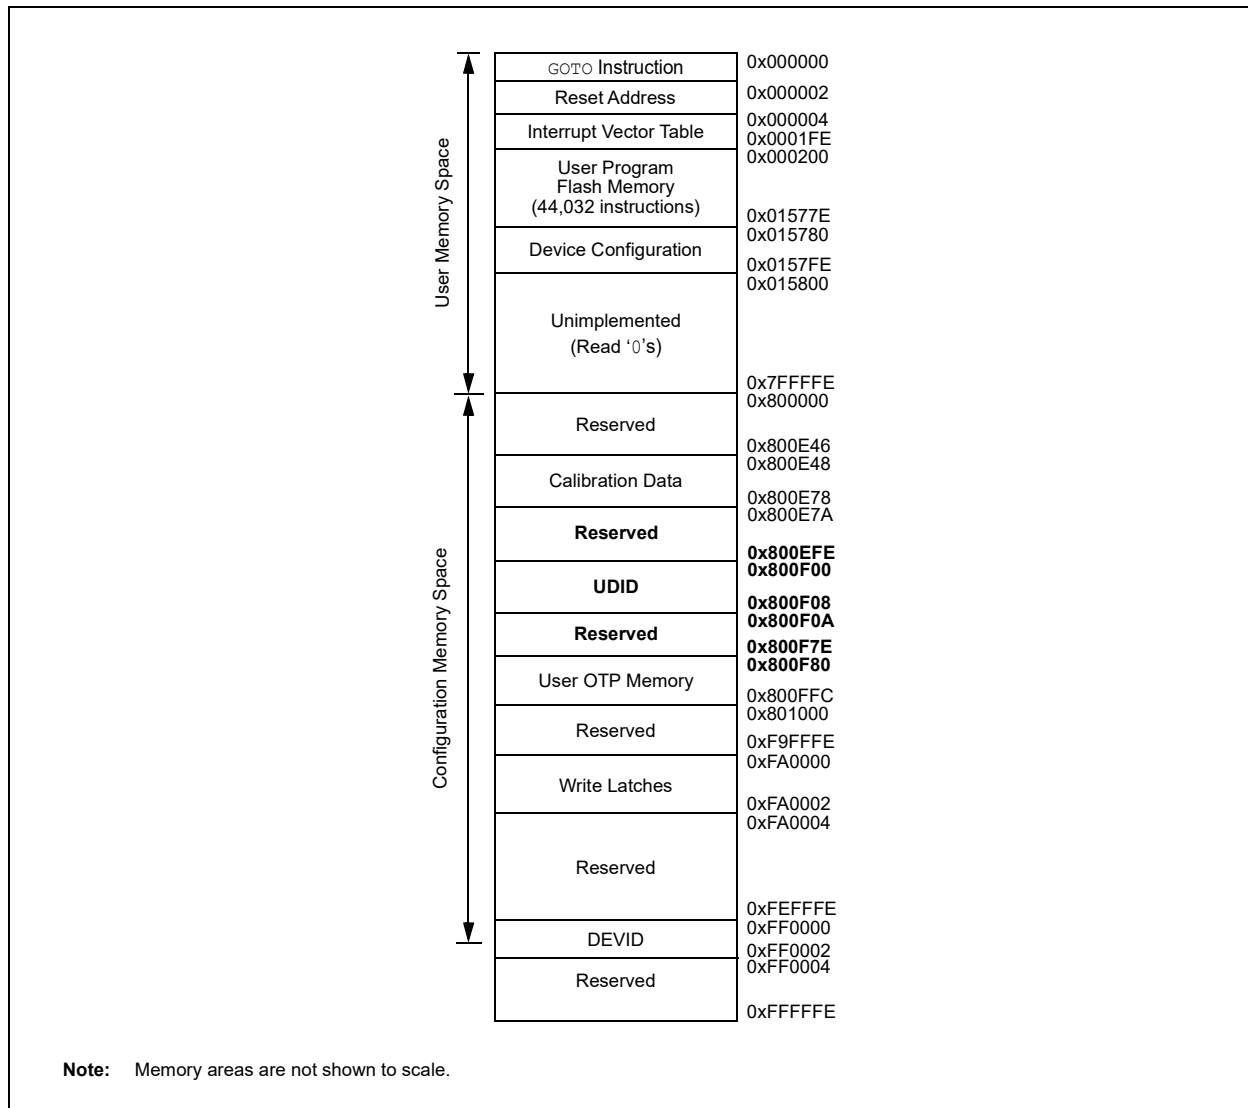 GOTO Instruction
0x000000
Reset Address
0x000002
Interrupt Vector Table
0x000004
0x0001FE
User Program
Flash Memory
(44,032 instructions)
0x000200
0x01577E
Device Configuration
0x015780
0x0157FE
Unimplemented
(Read ‘0’s)
0x015800
0x7FFFFE
User Memory Space
Reserved
0x800000
0x800E46
Calibration Data
0x800E48
0x800E78
Reserved
0x800E7A
0x800EFE
UDID
0x800F00
0x800F08
Reserved
0x800F0A
0x800F7E
User OTP Memory
0x800F80
0x800FFC
Reserved
0x801000
0xF9FFFE
Write Latches
0xFA0000
0xFA0002
Reserved
0xFA0004
0xFEFFFE
DEVID
0xFF0000
0xFF0002
Reserved
0xFF0004
0xFFFFFE
Configuration Memory Space
Note: Memory areas are not shown to scale.